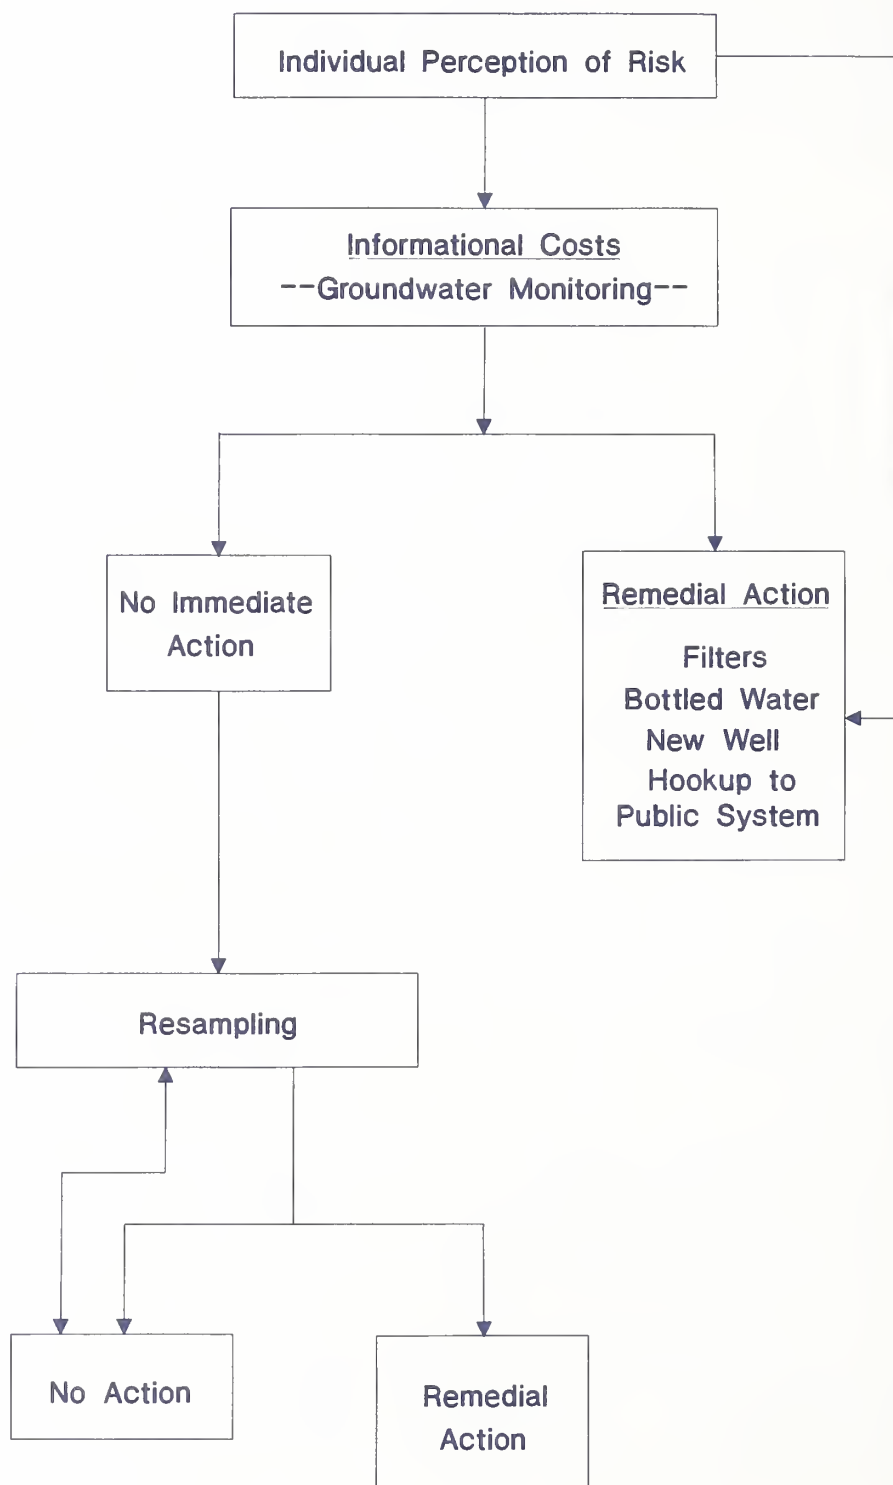 Individual Perception of Risk
Informational Costs
--Groundwater Monitoring--
No Immediate
Action
Remedial Action
Filters
Bottled Water
New Well
Hookup to
Public System
Resampling
No Action
Remedial
Action